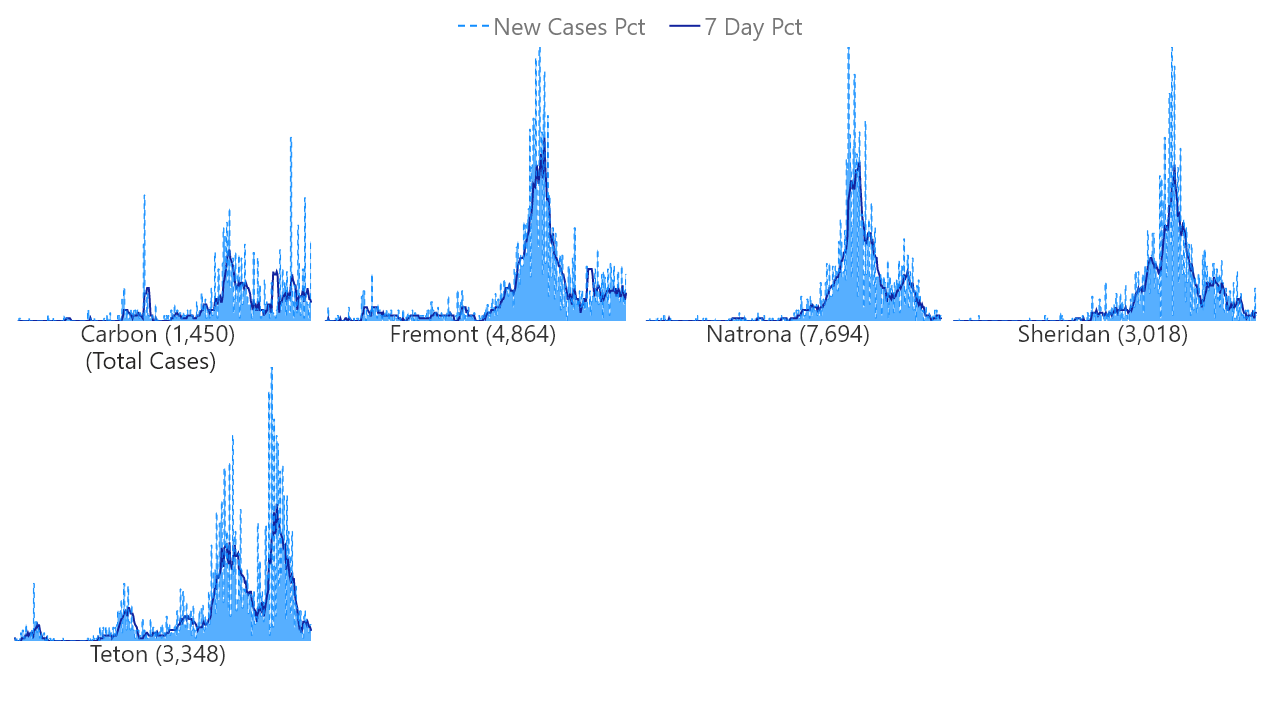 New Cases Pct 7 Day Pct
Carbon (1,450)
(Total Cases)
Fremont (4,864)
Natrona (7,694)
Sheridan (3,018)
Teton (3,348)